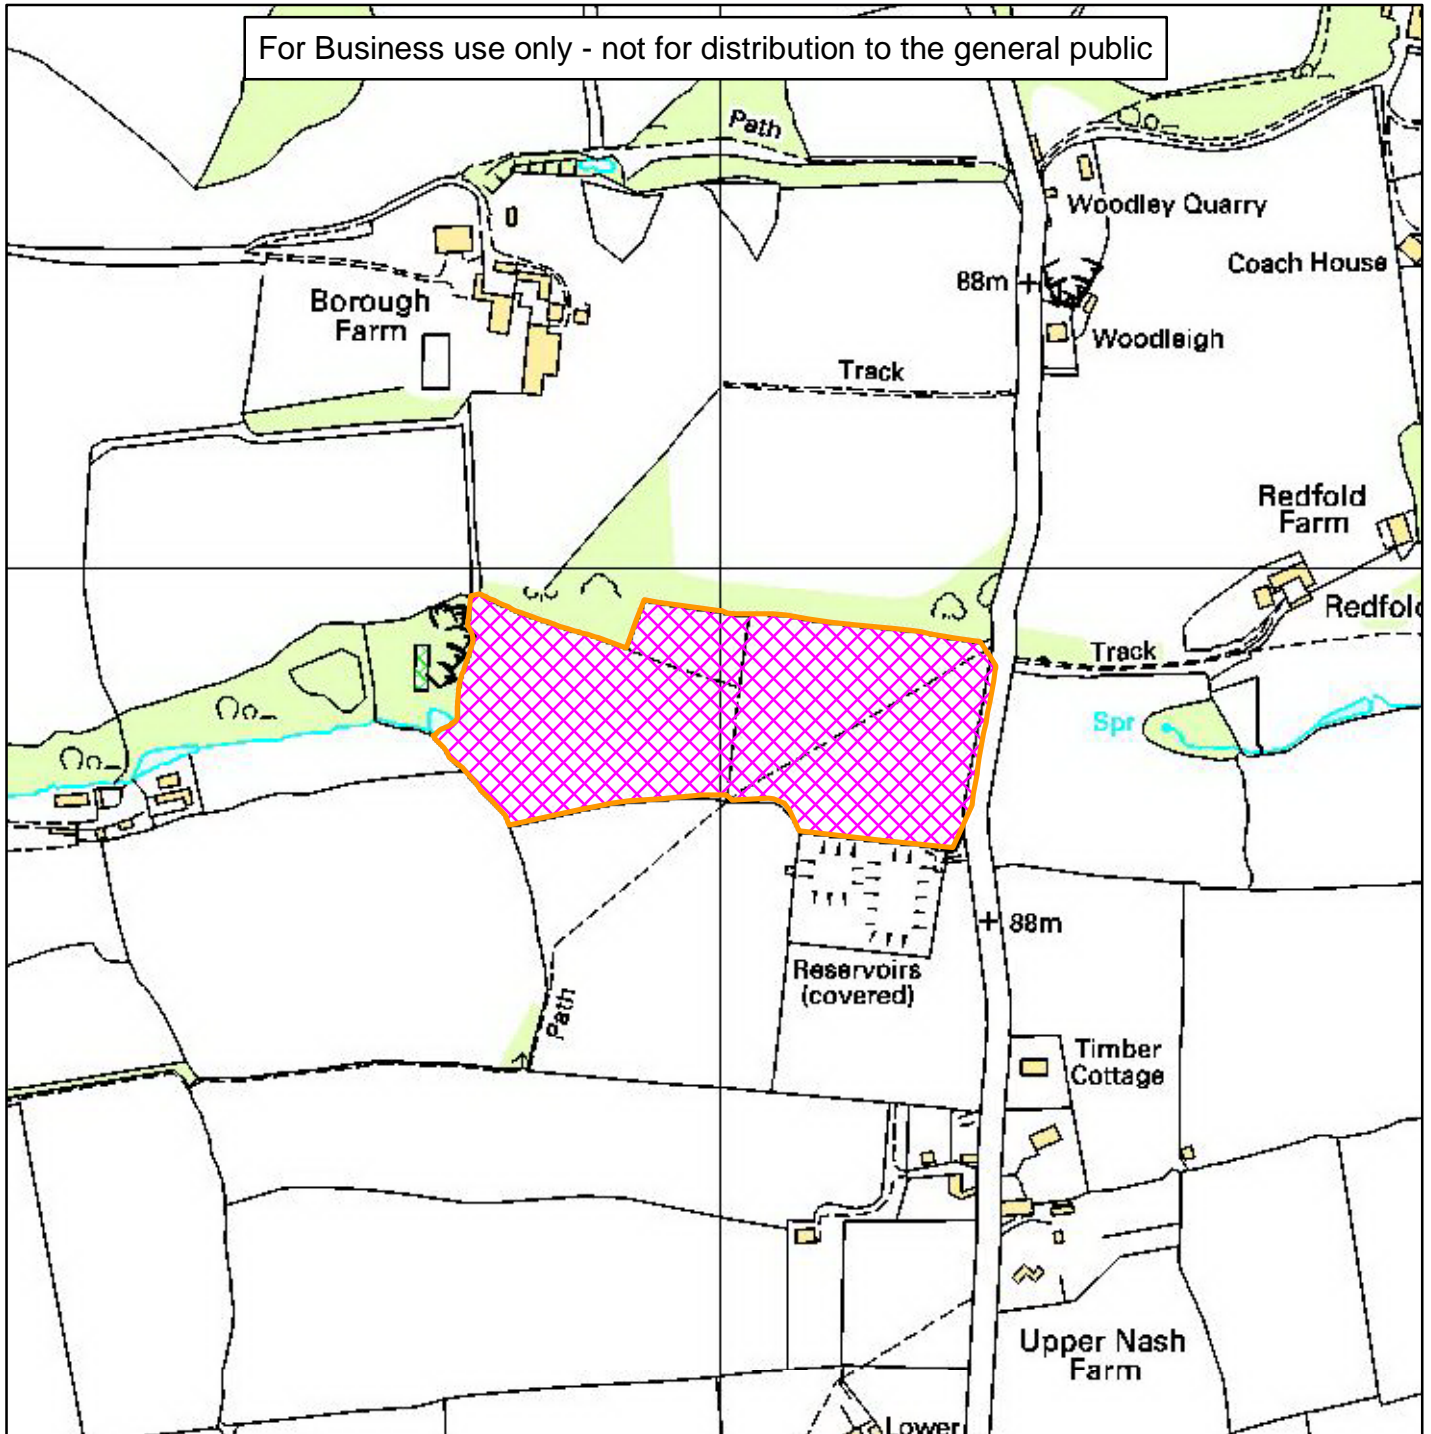 For Business use only - not for distribution to the general public
Path
Woodley Quarry
Coach House
88m
Borough
Farm
Woodleigh
Track
Redfold
Farm
Redfold
Track
Spr
88m
Reservoirs
(covered)
Path
Timber
Cottage
Upper Nash
Farm
Lower